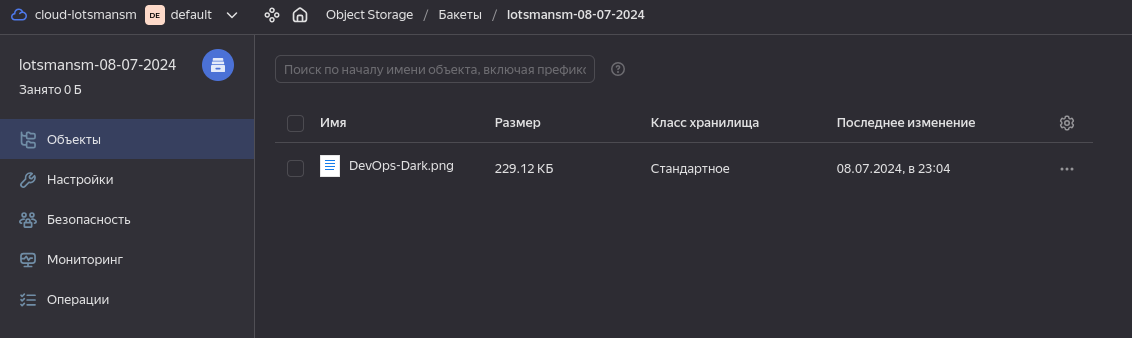 cloud-lotsmansm DE default Object Storage / Бакеты / lotsmansm-08-07-2024
lotsmansm-08-07-2024
Занято 0 Б
Объекты
Настройки
Безопасность
Мониторинг
Операции
Поиск по началу имени объекта, включая префикс
Имя Размер Класс хранилища Последнее изменение
DevOps-Dark.png 229.12 КБ Стандартное 08.07.2024, в 23:04